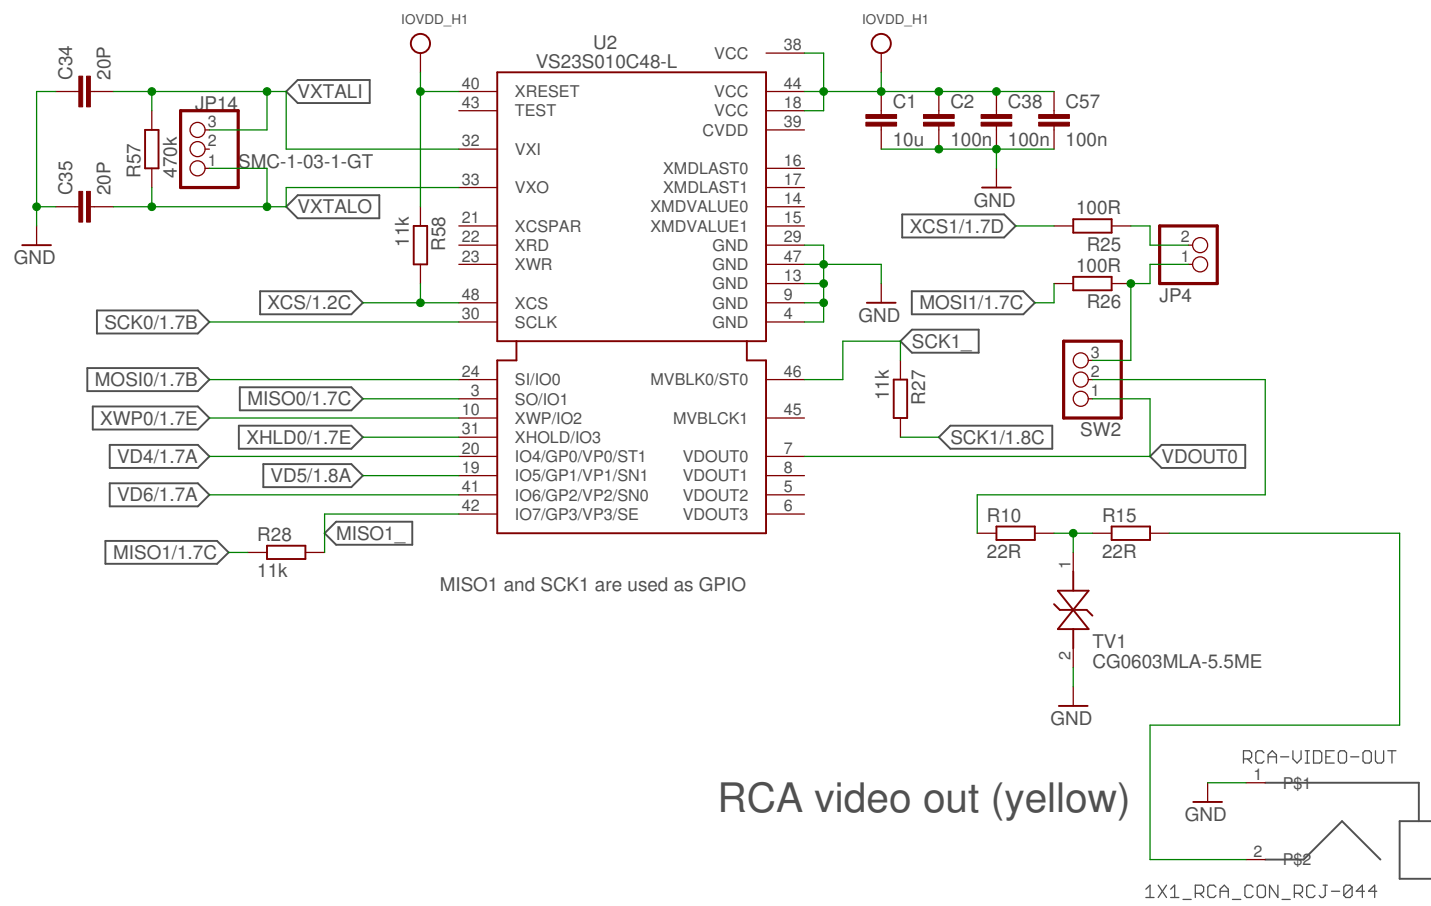 IOVDD_H1
IOVDD_H1
U2
VS23S010C48-L
C34
20P
VXTALI
JP14
3
2
1
SMC-1-03-1-GT
R57
470k
C35
20P
VXTALO
GND
11k
R58
40 XRESET
43 TEST
32 VXI
33 VXO
21 XCSPAR
22 XRD
23 XWR
48 XCS
30 SCLK
24 SI/IO0
3 SO/IO1
10 XWP/IO2
31 XHOLD/IO3
20 IO4/GP0/VP0/ST1
19 IO5/GP1/VP1/SN1
41 IO6/GP2/VP2/SN0
42 IO7/GP3/VP3/SE
VCC 38
VCC 44
VCC 18
CVDD 39
XMDLAST0 16
XMDLAST1 17
XMDVALUE0 14
XMDVALUE1 15
GND 29
GND 47
GND 13
GND 9
GND 4
MVBLK0/ST0 46
MVBLCK1 45
VDOUT0 7
VDOUT1 8
VDOUT2 5
VDOUT3 6
XCS/1.2C
SCK0/1.7B
MOSI0/1.7B
MISO0/1.7C
XWP0/1.7E
XHLD0/1.7E
VD4/1.7A
VD5/1.8A
VD6/1.7A
MISO1/1.7C
R28
11k
MISO1_
MISO1 and SCK1 are used as GPIO
C1
10u
C2
100n
C38
100n
C57
100n
GND
GND
XCS1/1.7D
100R
R25
MOSI1/1.7C
100R
R26
2
1
JP4
SCK1_
11k
R27
SCK1/1.8C
3
2
1
SW2
VDOUT0
R10
22R
R15
22R
1
2
TV1
CG0603MLA-5.5ME
GND
RCA video out (yellow)
RCA-VIDEO-OUT
1 P$1
GND
2 P$2
1X1_RCA_CON_RCJ-044